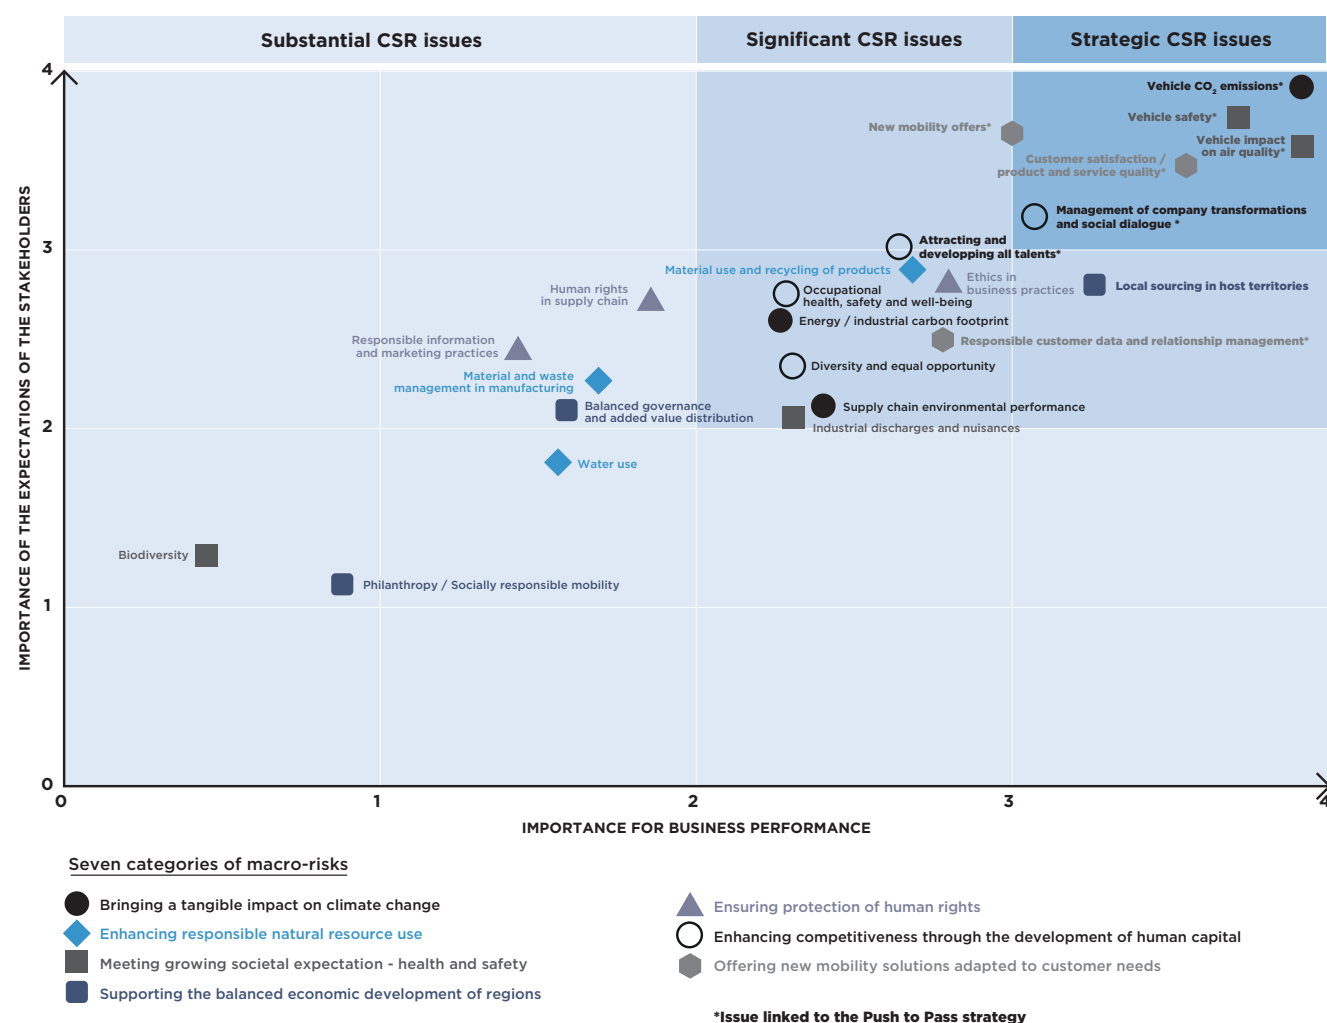 Substantial CSR issues
Significant CSR issues
Strategic CSR issues
IMPORTANCE OF THE EXPECTATIONS OF THE STAKEHOLDERS
4
3
2
1
0
Vehicle CO2 emissions*
Vehicle safety*
New mobility offers*
Vehicle impact
on air quality*
Customer satisfaction /
product and service quality*
Management of company transformations
and social dialogue *
Attracting and
developping all talents*
Material use and recycling of products
Ethics in
business practices
Local sourcing in host territories
Human rights
in supply chain
Occupational
health, safety and well-being
Energy / industrial carbon footprint
Responsible customer data and relationship management*
Responsible information
and marketing practices
Diversity and equal opportunity
Material and waste
management in manufacturing
Balanced governance
and added value distribution
Supply chain environmental performance
Industrial discharges and nuisances
Water use
Biodiversity
Philanthropy / Socially responsible mobility
0
1
2
3
4
IMPORTANCE FOR BUSINESS PERFORMANCE
Seven categories of macro-risks
Bringing a tangible impact on climate change
Enhancing responsible natural resource use
Meeting growing societal expectation - health and safety
Supporting the balanced economic development of regions
Ensuring protection of human rights
Enhancing competitiveness through the development of human capital
Offering new mobility solutions adapted to customer needs
*Issue linked to the Push to Pass strategy